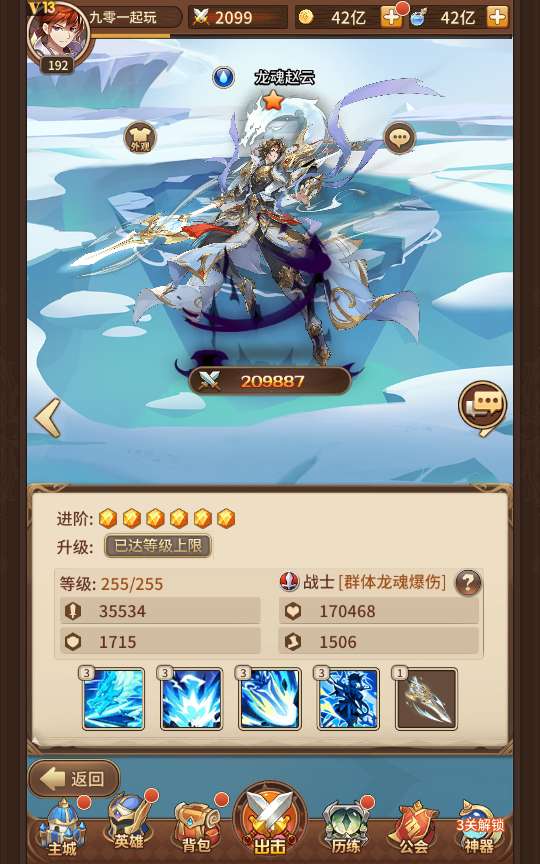 V13
九零一起玩
2099
42亿
42亿
192
龙魂赵云
外观
209887
进阶:
升级: 已达等级上限
等级: 255/255
战士 [群体龙魂爆伤]
?
35534
170468
1715
1506
3
3
3
3
1
返回
主城
英雄
背包
出击
历练
公会
3关解锁
神器